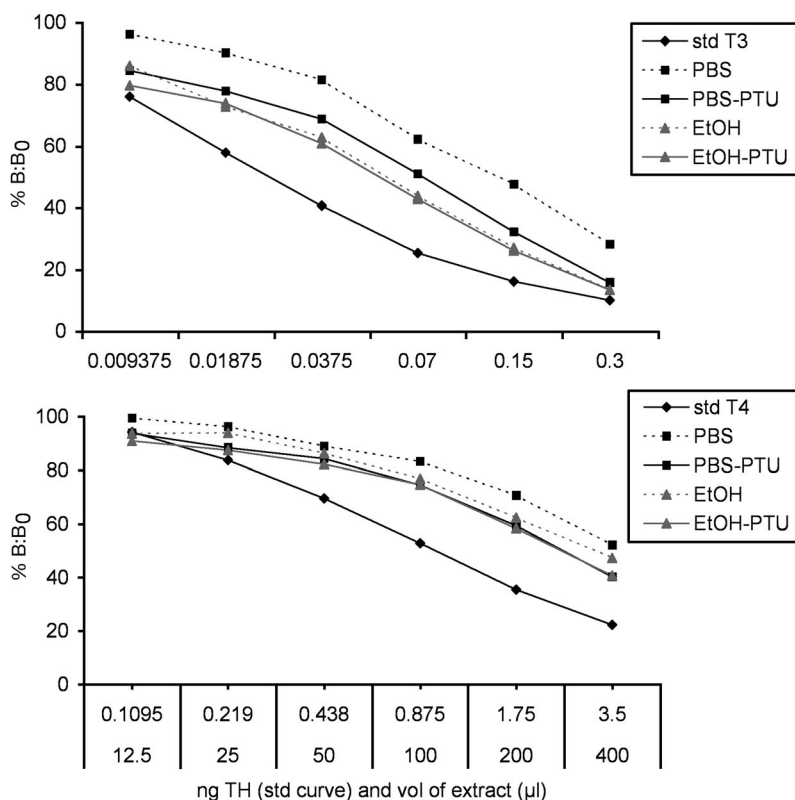 100
80
60
40
20
0
% B:B0
0.009375 0.01875 0.0375 0.07 0.15 0.3
std T3
PBS
PBS-PTU
EtOH
EtOH-PTU
100
80
60
40
20
0
% B:B0
0.1095 0.219 0.438 0.875 1.75 3.5
12.5 25 50 100 200 400
ng TH (std curve) and vol of extract (µl)
std T4
PBS
PBS-PTU
EtOH
EtOH-PTU